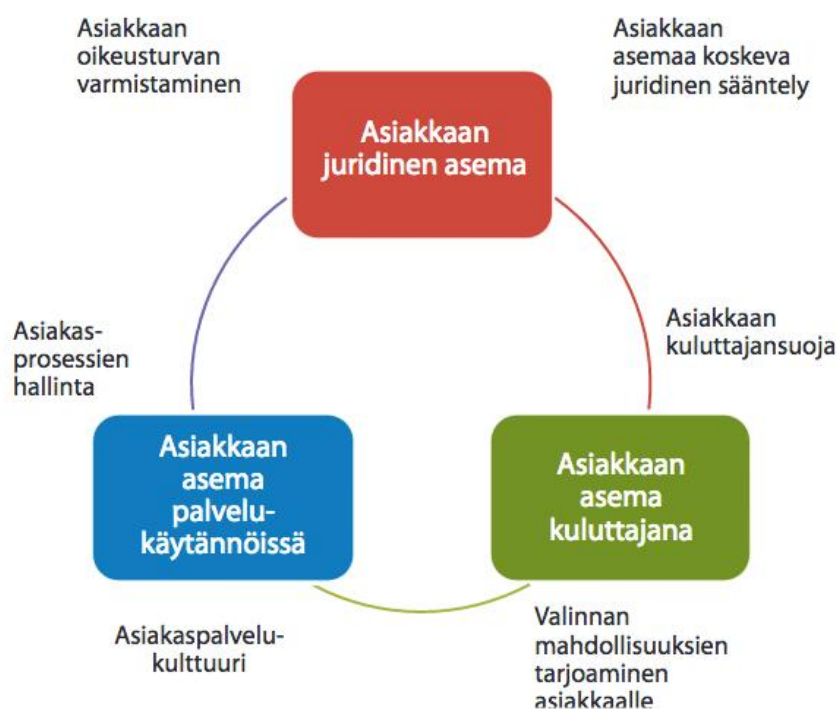 Asiakkaan
oikeusturvan
varmistaminen
Asiakkaan
asemaa koskeva
juridinen sääntely
Asiakkaan
juridinen asema
Asiakas-
prosessien
hallinta
Asiakkaan
kuluttajansuoja
Asiakkaan
asema
palvelu-
käytännöissä
Asiakkaan
asema
kuluttajana
Asiakaspalvelu-
kulttuuri
Valinnan
mahdollisuuksien
tarjoaminen
asiakkaalle